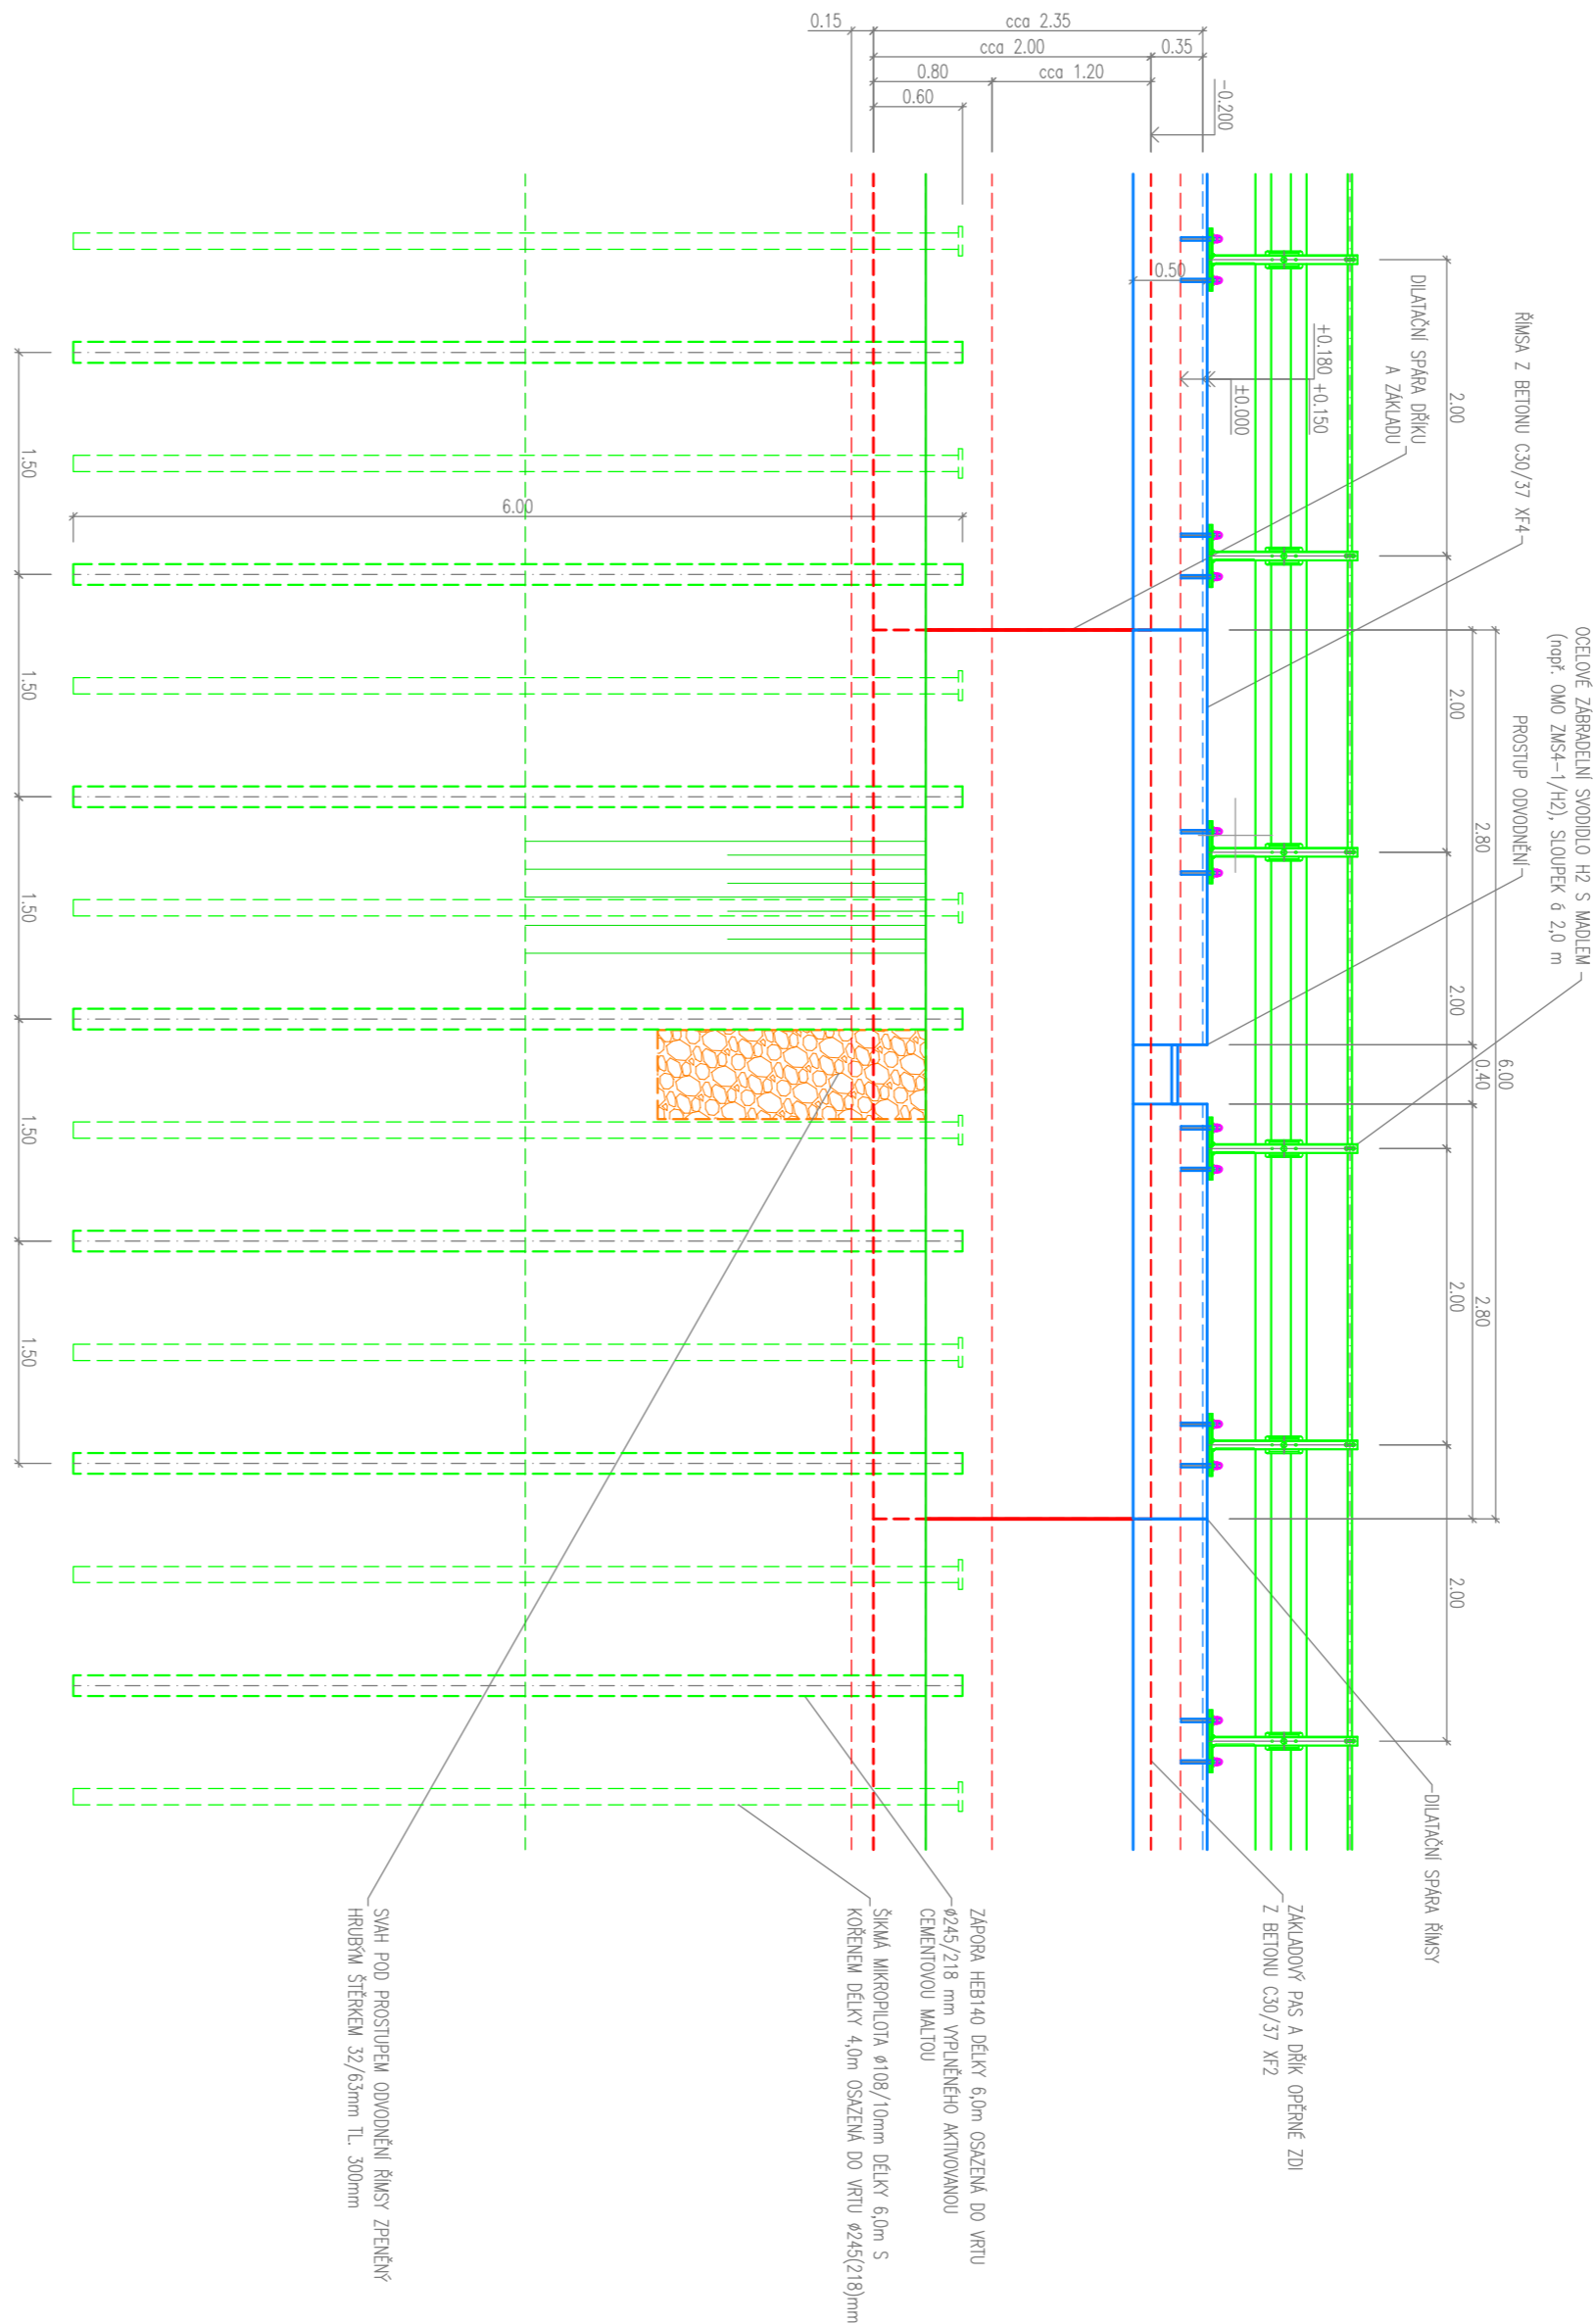 OCELOVÉ ZÁBRADELNÍ SVODIDLO H2 S MADLEM
(např. OMO ZMS4-1/H2), SLOUPEK á 2,0 m
PROSTUP ODVODNĚNÍ
ŘÍMSA Z BETONU C30/37 XF4
DILATAČNÍ SPÁRA DŘÍKU
A ZÁKLADU
DILATAČNÍ SPÁRA ŘÍMSY
ZÁKLADOVÝ PAS A DŘÍK OPĚRNÉ ZDI
Z BETONU C30/37 XF2
6.00
2.80
0.40
2.80
2.00
2.00
2.00
2.00
2.00
+0.180
+0.150
±0.000
-0.200
0.50
cca 2.35
0.15
cca 2.00
0.35
0.80
cca 1.20
0.60
6.00
ZÁPORA HEB140 DÉLKY 6,0m OSAZENÁ DO VRTU
ø245/218 mm VYPLNĚNÉHO AKTIVOVANOU
CEMENTOVOU MALTOU
ŠIKMÁ MIKROPILOTA ø108/10mm DÉLKY 6,0m S
KOŘENEM DÉLKY 4,0m OSAZENÁ DO VRTU ø245(218)mm
SVAH POD PROSTUPEM ODVODNĚNÍ ŘÍMSY ZPENĚNÝ
HRUBÝM ŠTĚRKEM 32/63mm TL. 300mm
1.50
1.50
1.50
1.50
1.50